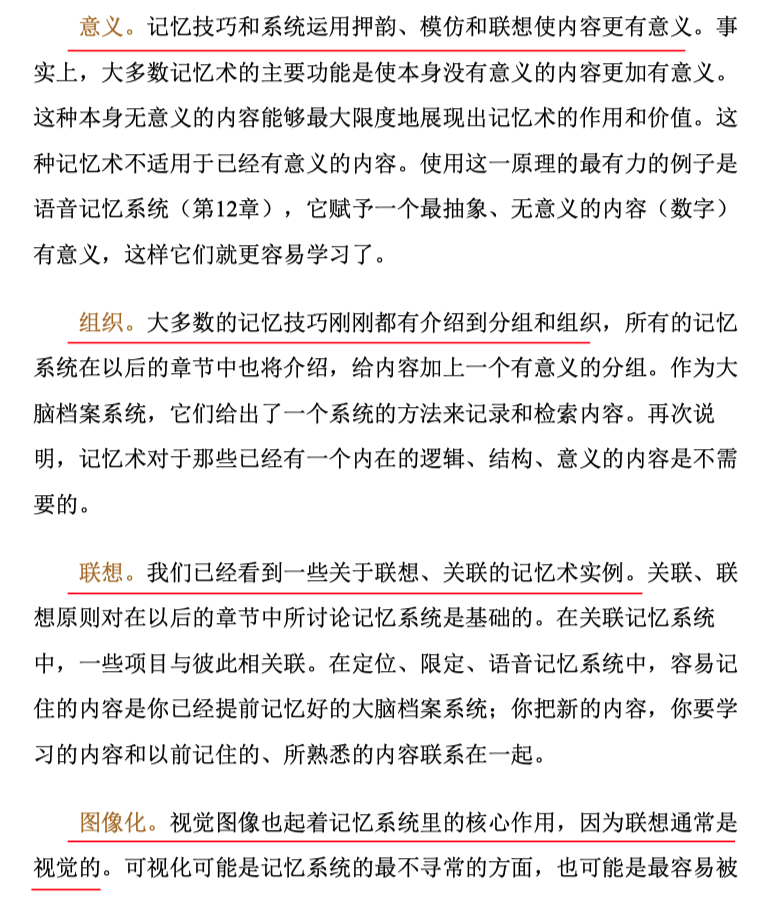 意义。记忆技巧和系统运用押韵、模仿和联想使内容更有意义。事
实上，大多数记忆术的主要功能是使本身没有意义的内容更加有意义。
这种本身无意义的内容能够最大限度地展现出记忆术的作用和价值。这
种记忆术不适用于已经有意义的内容。使用这一原理的最有力的例子是
语音记忆系统（第12章），它赋予一个最抽象、无意义的内容（数字）
有意义，这样它们就更容易学习了。
组织。大多数的记忆技巧刚刚都有介绍到分组和组织，所有的记忆
系统在以后的章节中也将介绍，给内容加上一个有意义的分组。作为大
脑档案系统，它们给出了一个系统的方法来记录和检索内容。再次说
明，记忆术对于那些已经有一个内在的逻辑、结构、意义的内容是不需
要的。
联想。我们已经看到一些关于联想、关联的记忆术实例。关联、联
想原则对在以后的章节中所讨论记忆系统是基础的。在关联记忆系统
中，一些项目与彼此相关联。在定位、限定、语音记忆系统中，容易记
住的内容是你已经提前记忆好的大脑档案系统；你把新的内容，你要学
习的内容和以前记住的、所熟悉的内容联系在一起。
图像化。视觉图像也起着记忆系统里的核心作用，因为联想通常是
视觉的。可视化可能是记忆系统的最不寻常的方面，也可能是最容易被